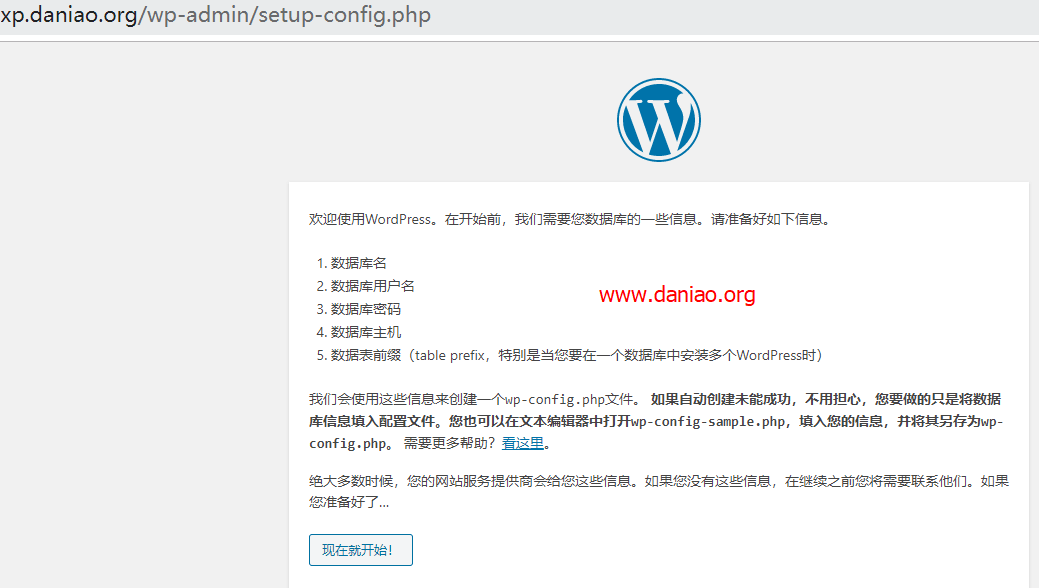 xp.daniao.org/wp-admin/setup-config.php
欢迎使用WordPress。在开始前，我们需要您数据库的一些信息。请准备好如下信息。
1. 数据库名
2. 数据库用户名
www.daniao.org
3. 数据库密码
4. 数据库主机
5. 数据表前缀（table prefix，特别是当您要在一个数据库中安装多个WordPress时）
我们会使用这些信息来创建一个wp-config.php文件。 如果自动创建未能成功，不用担心，您要做的只是将数据
库信息填入配置文件。您也可以在文本编辑器中打开wp-config-sample.php，填入您的信息，并将其另存为wp-
config.php。 需要更多帮助？看这里。
绝大多数时候，您的网站服务提供商会给您这些信息。如果您没有这些信息，在继续之前您将需要联系他们。如果
您准备好了...
现在就开始！